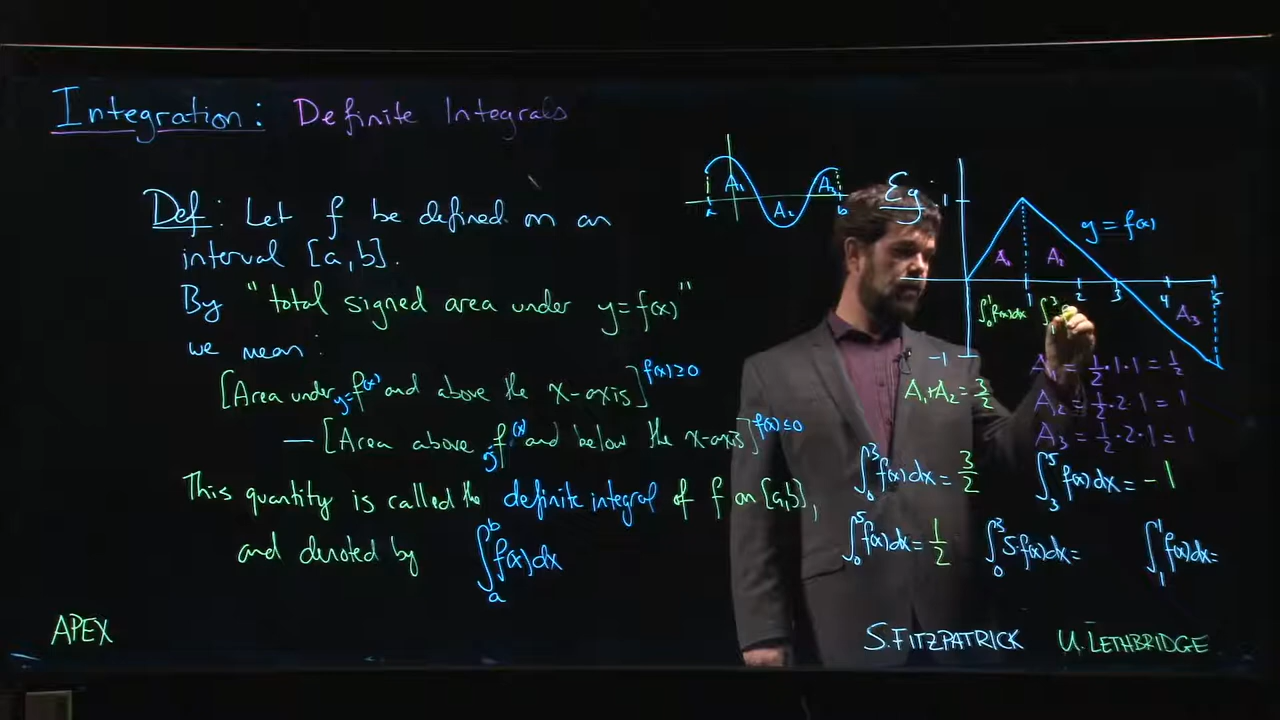 Integration: Definite Integrals
Def: Let f be defined on an
interval [a,b].
By "total signed area under y=f(x)"
we mean:
[Area under y=f(x) and above the x-axis] f(x)≥0
— [Area above y=f(x) and below the x-axis] f(x)≤0
This quantity is called the definite integral of f on [a,b],
and denoted by ∫_a^b f(x)dx
APEX
A₁ A₂ A₃
a b
Eg:
1
y = f(x)
A₁ A₂
1 2 3 4 5
∫_0^1 f(x)dx ∫_1^3
A₃
-1
A₁ = 1/2·1·1 = 1/2
A₁+A₂ = 3/2
A₂ = 1/2·2·1 = 1
A₃ = 1/2·2·1 = 1
∫_0^3 f(x)dx = 3/2
∫_3^5 f(x)dx = -1
∫_0^5 f(x)dx = 1/2
∫_0^3 5·f(x)dx =
∫_1^1 f(x)dx =
S. FITZPATRICK U. LETHBRIDGE